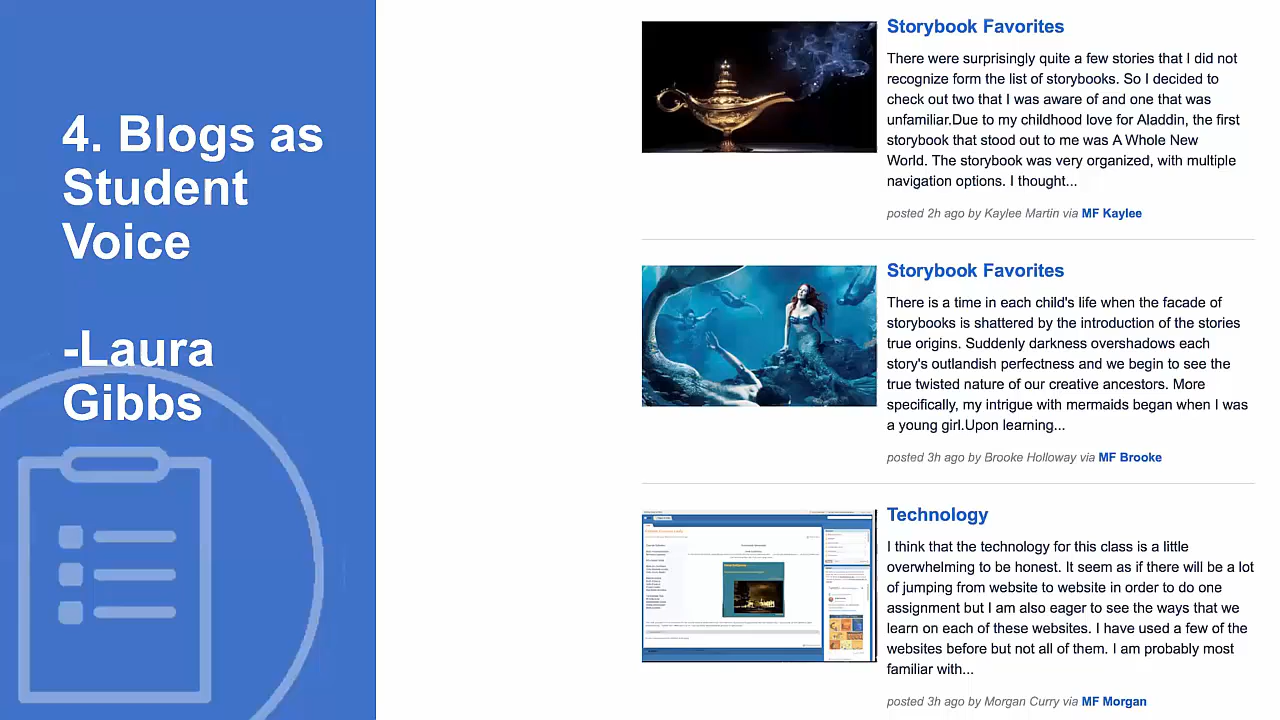 4. Blogs as
Student
Voice
-Laura
Gibbs
Storybook Favorites
There were surprisingly quite a few stories that I did not
recognize form the list of storybooks. So I decided to
check out two that I was aware of and one that was
unfamiliar.Due to my childhood love for Aladdin, the first
storybook that stood out to me was A Whole New
World. The storybook was very organized, with multiple
navigation options. I thought...
posted 2h ago by Kaylee Martin via MF Kaylee
Storybook Favorites
There is a time in each child's life when the facade of
storybooks is shattered by the introduction of the stories
true origins. Suddenly darkness overshadows each
story's outlandish perfectness and we begin to see the
true twisted nature of our creative ancestors. More
specifically, my intrigue with mermaids began when I was
a young girl.Upon learning...
posted 3h ago by Brooke Holloway via MF Brooke
Technology
I think that the technology for this class is a little
overwhelming to be honest. It seem as if there will be a lot
of jumping from website to website in order to do one
assignment but I am also eager to see the ways that we
learn on each of these websites. I have used a few of the
websites before but not all of them. I am probably most
familiar with...
posted 3h ago by Morgan Curry via MF Morgan